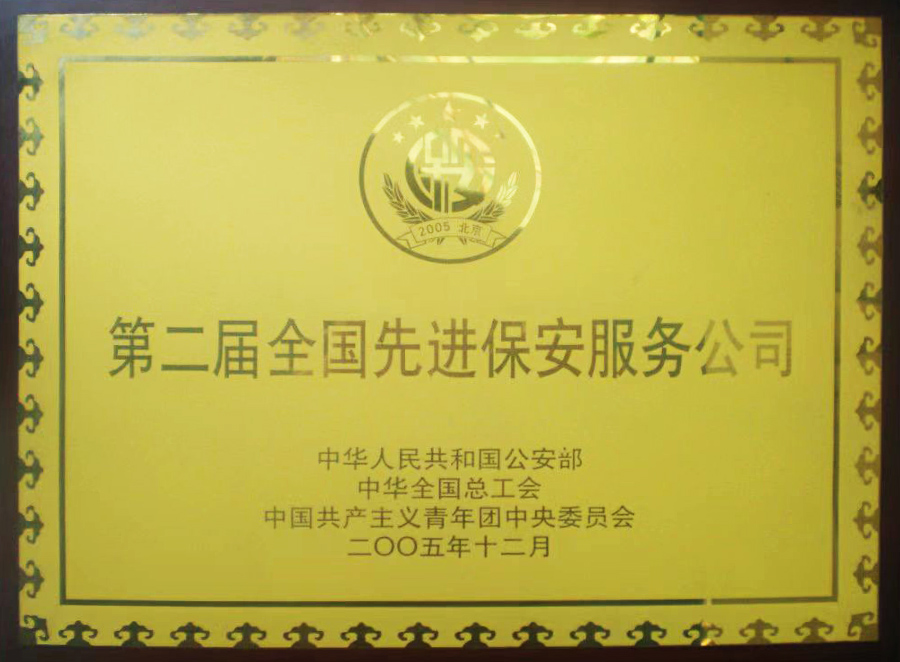 2005 北京
第二届全国先进保安服务公司
中华人民共和国公安部
中华全国总工会
中国共产主义青年团中央委员会
二〇〇五年十二月